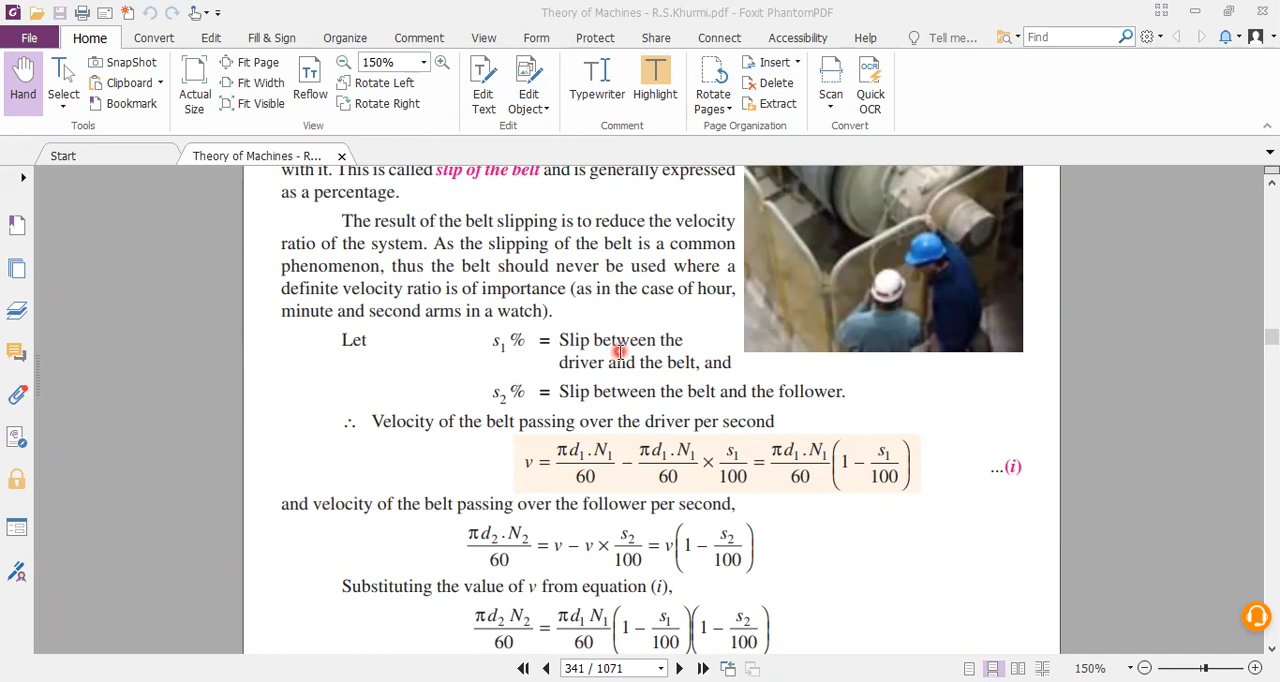 Theory of Machines - R.S.Khurmi.pdf - Foxit PhantomPDF
File Home Convert Edit Fill & Sign Organize Comment View Form Protect Share Connect Accessibility Help Tell me... Find
Hand
Select
SnapShot
Clipboard
Bookmark
Tools
Actual Size
Fit Page
Fit Width
Fit Visible
Reflow
150%
Rotate Left
Rotate Right
View
Edit Text
Edit Object
Edit
Typewriter
Highlight
Comment
Rotate Pages
Insert
Delete
Extract
Page Organization
Scan
Quick OCR
Convert
Start Theory of Machines - R...
with it. This is called slip of the belt and is generally expressed
as a percentage.
The result of the belt slipping is to reduce the velocity
ratio of the system. As the slipping of the belt is a common
phenomenon, thus the belt should never be used where a
definite velocity ratio is of importance (as in the case of hour,
minute and second arms in a watch).
Let s₁ % = Slip between the
driver and the belt, and
s₂ % = Slip between the belt and the follower.
∴ Velocity of the belt passing over the driver per second
v = πd₁.N₁/60 − πd₁.N₁/60 × s₁/100 = πd₁.N₁/60 (1 − s₁/100) ...(i)
and velocity of the belt passing over the follower per second,
πd₂.N₂/60 = v − v × s₂/100 = v(1 − s₂/100)
Substituting the value of v from equation (i),
πd₂ N₂/60 = πd₁ N₁/60 (1 − s₁/100)(1 − s₂/100)
341 / 1071 150%